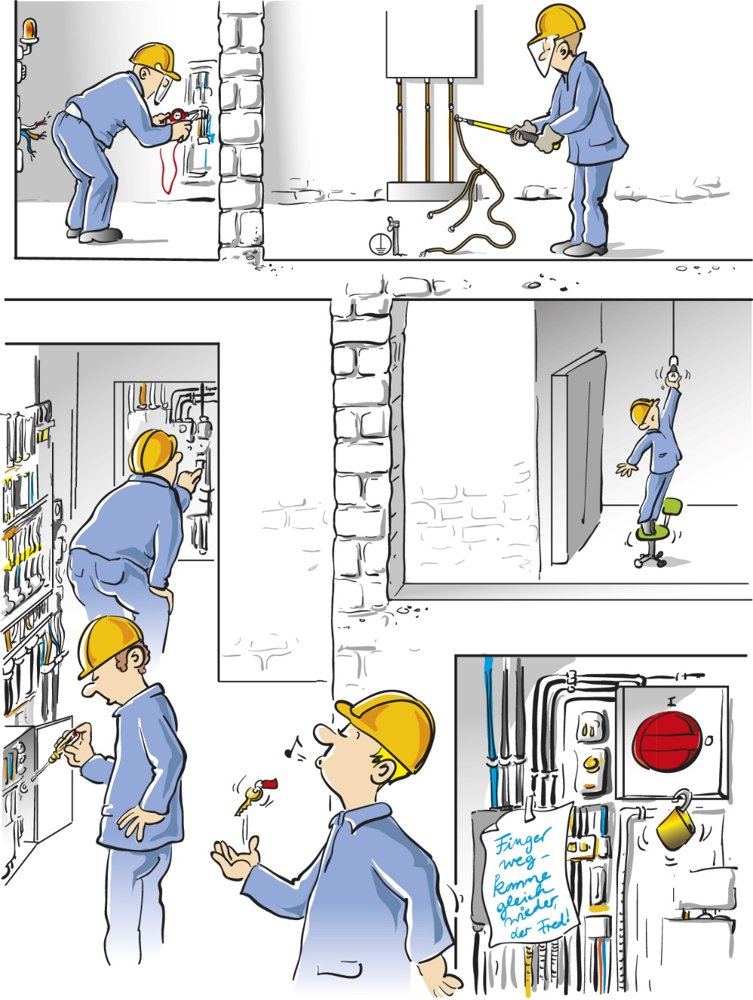 I
O
Finger
weg-
komme
gleich
wieder,
der Fred!